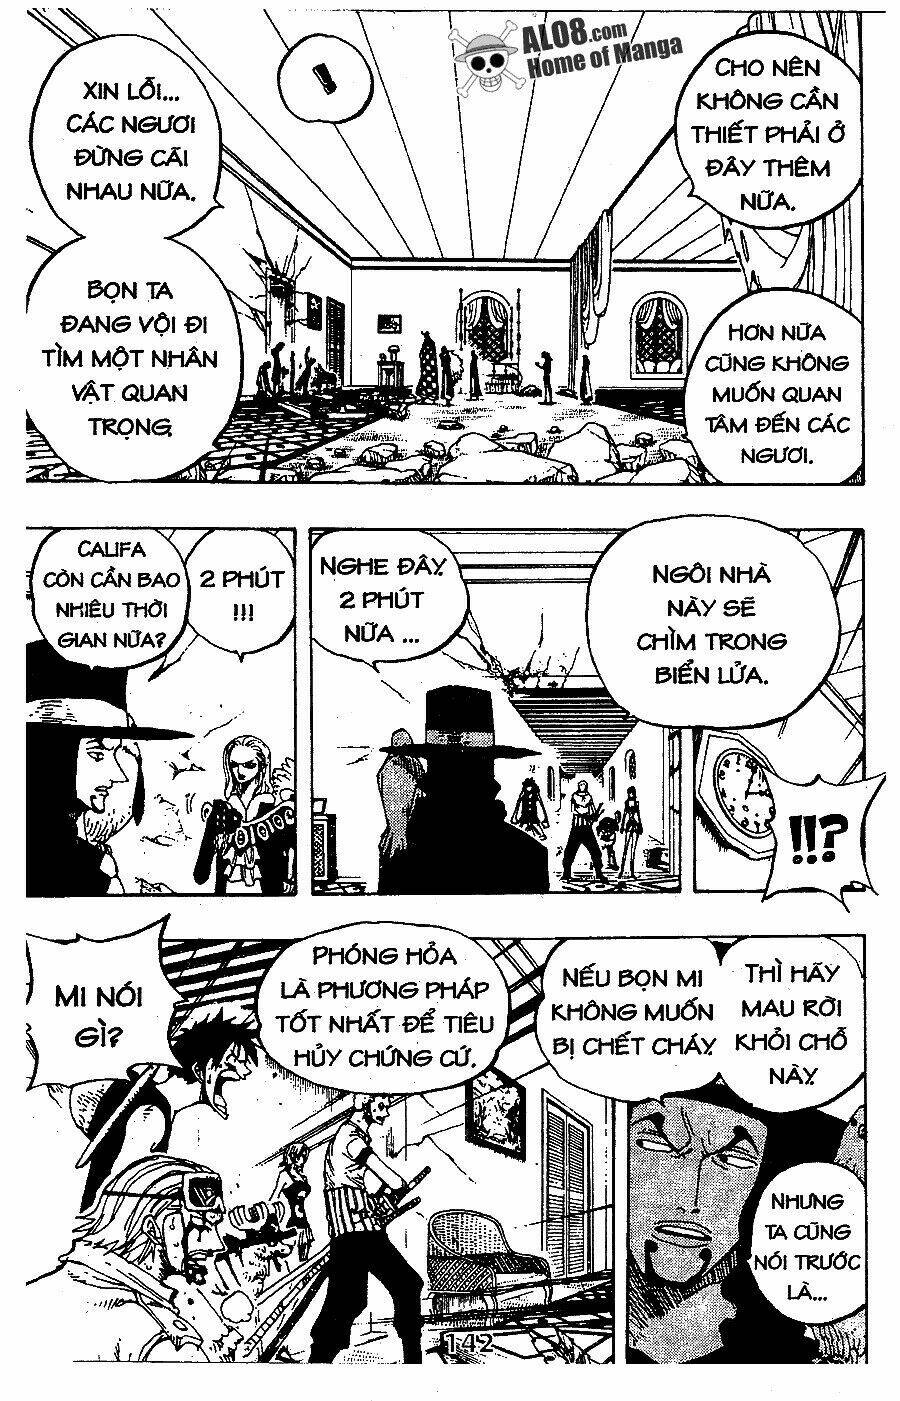 AL08.com
Home of Manga
XIN LỖI...
CÁC NGƯƠI
ĐỪNG CÃI
NHAU NỮA.
!
CHO NÊN
KHÔNG CẦN
THIẾT PHẢI Ở
ĐÂY THÊM
NỮA.
BỌN TA
ĐANG VỘI ĐI
TÌM MỘT NHÂN
VẬT QUAN
TRỌNG.
HƠN NỮA
CŨNG KHÔNG
MUỐN QUAN
TÂM ĐẾN CÁC
NGƯƠI.
CALIFA
CÒN CẦN BAO
NHIÊU THỜI
GIAN NỮA?
2 PHÚT
!!!
NGHE ĐÂY.
2 PHÚT
NỮA ...
NGÔI NHÀ
NÀY SẼ
CHÌM TRONG
BIỂN LỬA.
!!?
MI NÓI
GÌ?
PHÓNG HỎA
LÀ PHƯƠNG PHÁP
TỐT NHẤT ĐỂ TIÊU
HỦY CHỨNG CỨ.
NẾU BỌN MI
KHÔNG MUỐN
BỊ CHẾT CHÁY.
THÌ HÃY
MAU RỜI
KHỎI CHỖ
NÀY.
NHƯNG
TA CŨNG
NÓI TRƯỚC
LÀ...
142